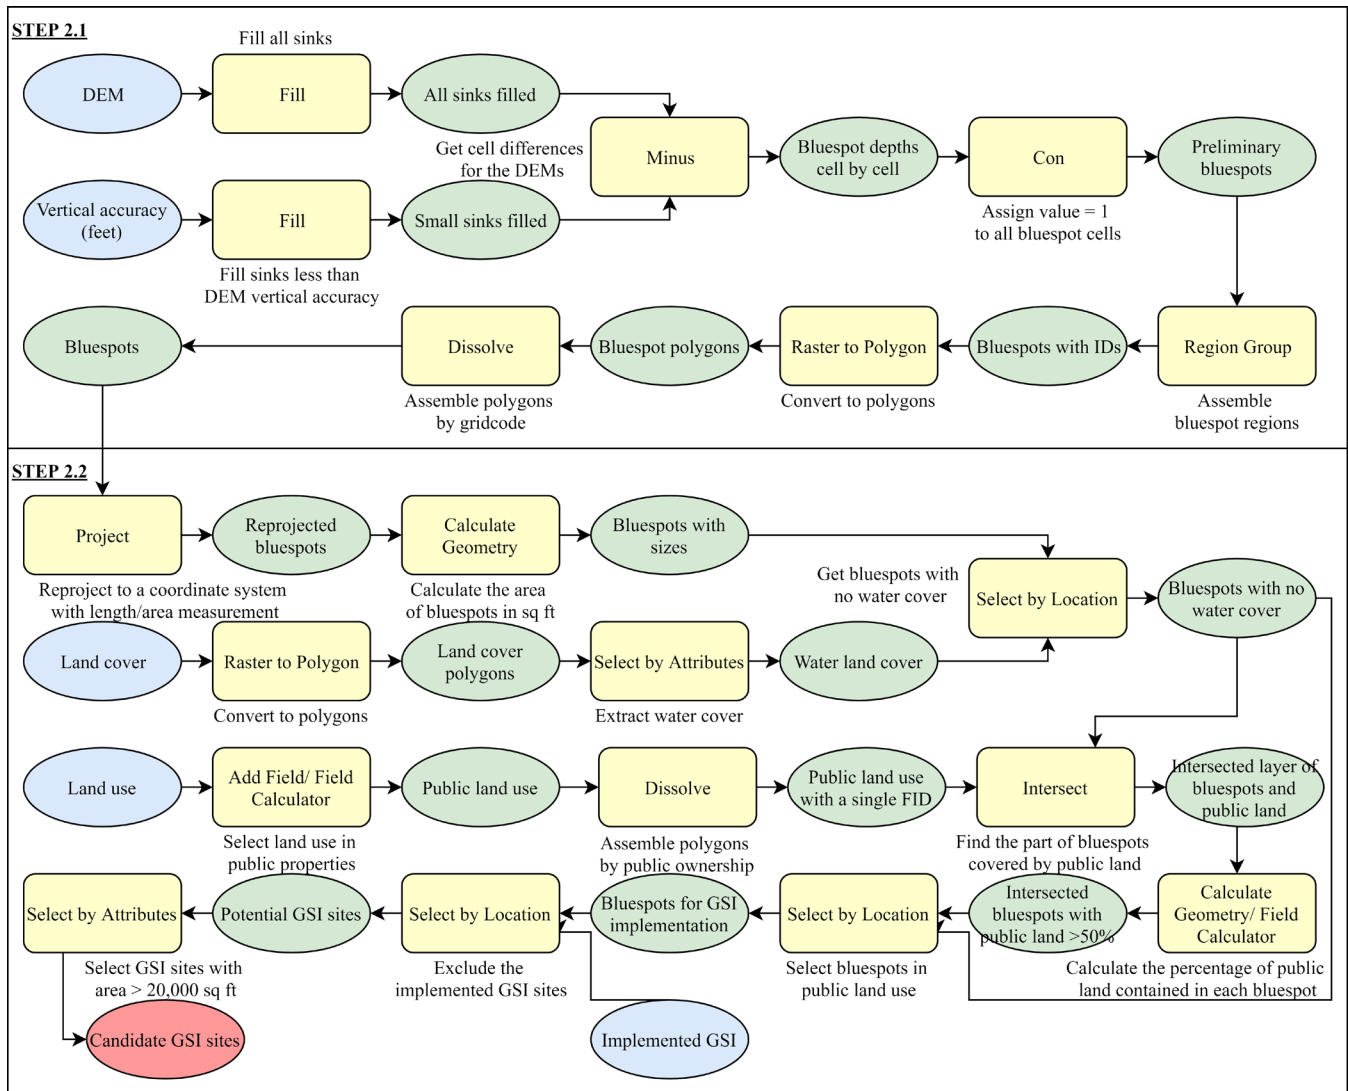 STEP 2.1
Fill all sinks
DEM
Fill
All sinks filled
Get cell differences
for the DEMs
Minus
Bluespot depths
cell by cell
Con
Preliminary
bluespots
Assign value = 1
to all bluespot cells
Vertical accuracy
(feet)
Fill
Small sinks filled
Fill sinks less than
DEM vertical accuracy
Bluespots
Dissolve
Bluespot polygons
Raster to Polygon
Bluespots with IDs
Region Group
Assemble polygons
by gridcode
Convert to polygons
Assemble
bluespot regions
STEP 2.2
Project
Reprojected
bluespots
Calculate
Geometry
Bluespots with
sizes
Reproject to a coordinate system
with length/area measurement
Calculate the area
of bluespots in sq ft
Get bluespots with
no water cover
Select by Location
Bluespots with no
water cover
Land cover
Raster to Polygon
Land cover
polygons
Select by Attributes
Water land cover
Convert to polygons
Extract water cover
Land use
Add Field/ Field
Calculator
Public land use
Dissolve
Public land use
with a single FID
Intersect
Intersected layer of
bluespots and
public land
Select land use in
public properties
Assemble polygons
by public ownership
Find the part of bluespots
covered by public land
Select by Attributes
Potential GSI sites
Select by Location
Bluespots for GSI
implementation
Select by Location
Intersected
bluespots with
public land >50%
Calculate
Geometry/ Field
Calculator
Select GSI sites with
area > 20,000 sq ft
Exclude the
implemented GSI sites
Select bluespots in
public land use
Calculate the percentage of public
land contained in each bluespot
Candidate GSI sites
Implemented GSI